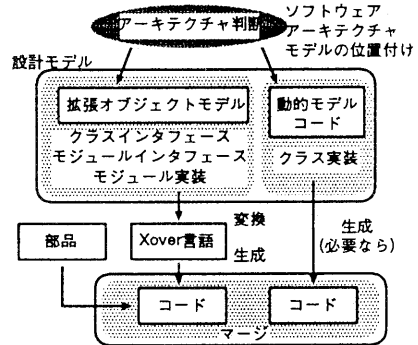 アーキテクチャ判断
ソフトウェア
アーキテクチャ
モデルの位置付け
設計モデル
拡張オブジェクトモデル
クラスインタフェース
モジュールインタフェース
モジュール実装
動的モデル
コード
クラス実装
部品
Xover言語
変換
生成
生成
(必要なら)
コード
コード
マージ